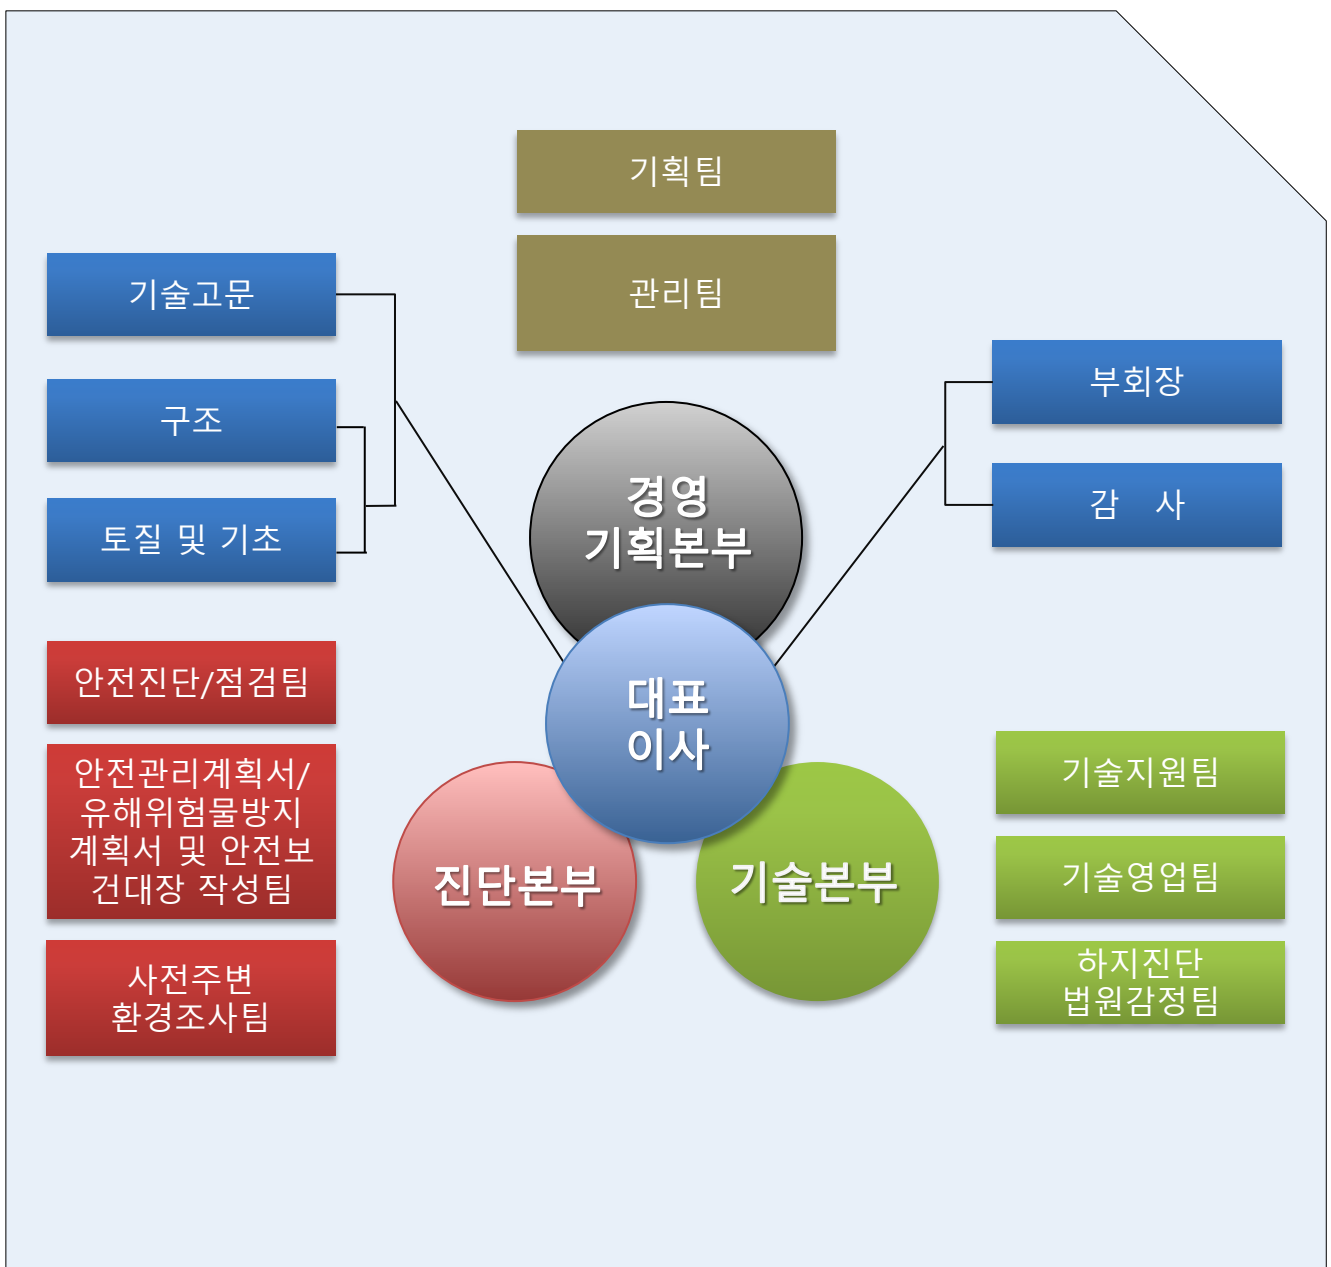 기획팀
관리팀
기술고문
구조
토질 및 기초
부회장
감 사
경영
기획본부
대표
이사
진단본부
기술본부
안전진단/점검팀
안전관리계획서/
유해위험물방지
계획서 및 안전보
건대장 작성팀
사전주변
환경조사팀
기술지원팀
기술영업팀
하지진단
법원감정팀